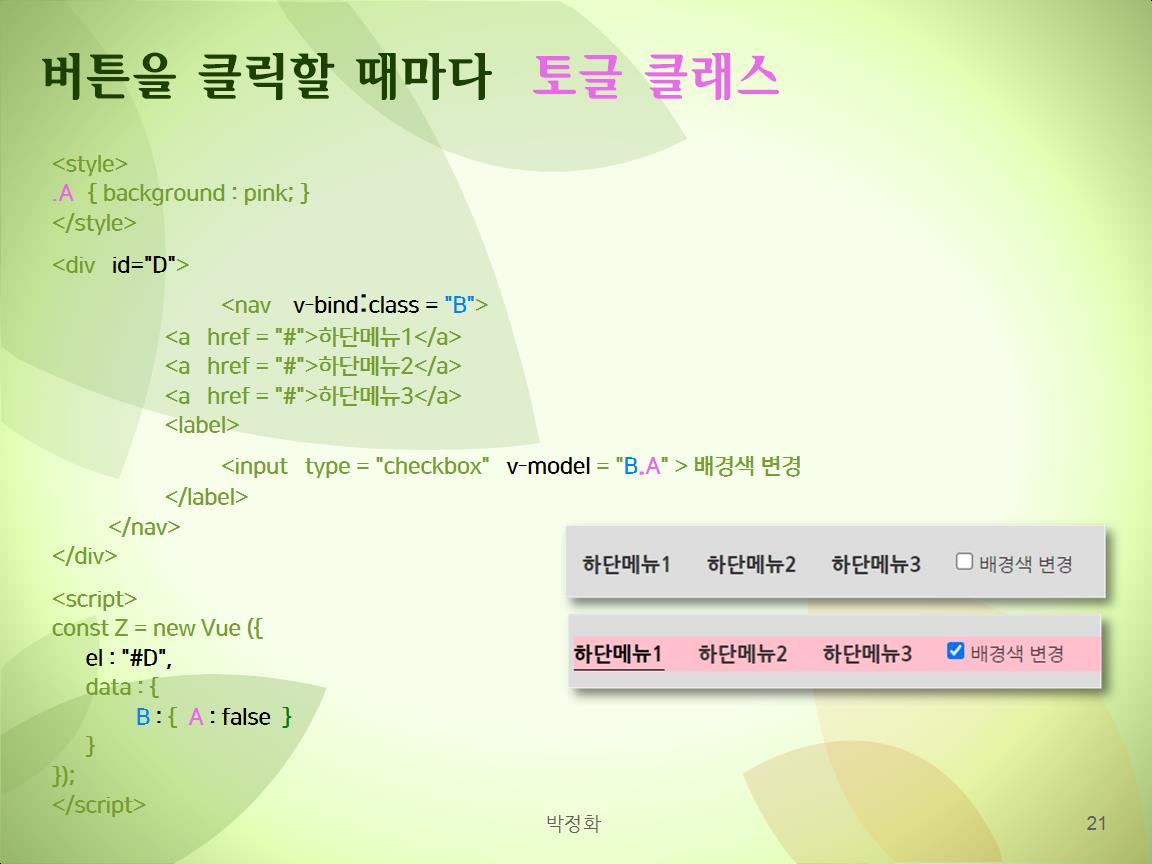 버튼을 클릭할 때마다 토글 클래스
<style>
.A { background : pink; }
</style>
<div id="D">
<nav v-bind:class = "B">
<a href = "#">하단메뉴1</a>
<a href = "#">하단메뉴2</a>
<a href = "#">하단메뉴3</a>
<label>
<input type = "checkbox" v-model = "B.A" > 배경색 변경
</label>
</nav>
</div>
<script>
const Z = new Vue ({
el : "#D",
data : {
B : { A : false }
}
});
</script>
하단메뉴1 하단메뉴2 하단메뉴3 배경색 변경
하단메뉴1 하단메뉴2 하단메뉴3 배경색 변경
박정화
21